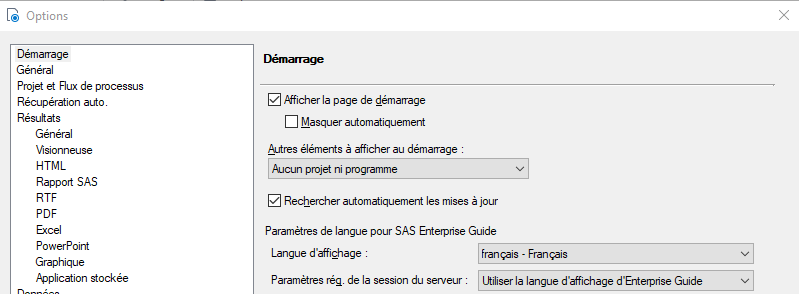 Options
Démarrage
Général
Projet et Flux de processus
Récupération auto.
Résultats
Général
Visionneuse
HTML
Rapport SAS
RTF
PDF
Excel
PowerPoint
Graphique
Application stockée
Données
Démarrage
Afficher la page de démarrage
Masquer automatiquement
Autres éléments à afficher au démarrage :
Aucun projet ni programme
Rechercher automatiquement les mises à jour
Paramètres de langue pour SAS Enterprise Guide
Langue d'affichage : français - Français
Paramètres rég. de la session du serveur : Utiliser la langue d'affichage d'Enterprise Guide